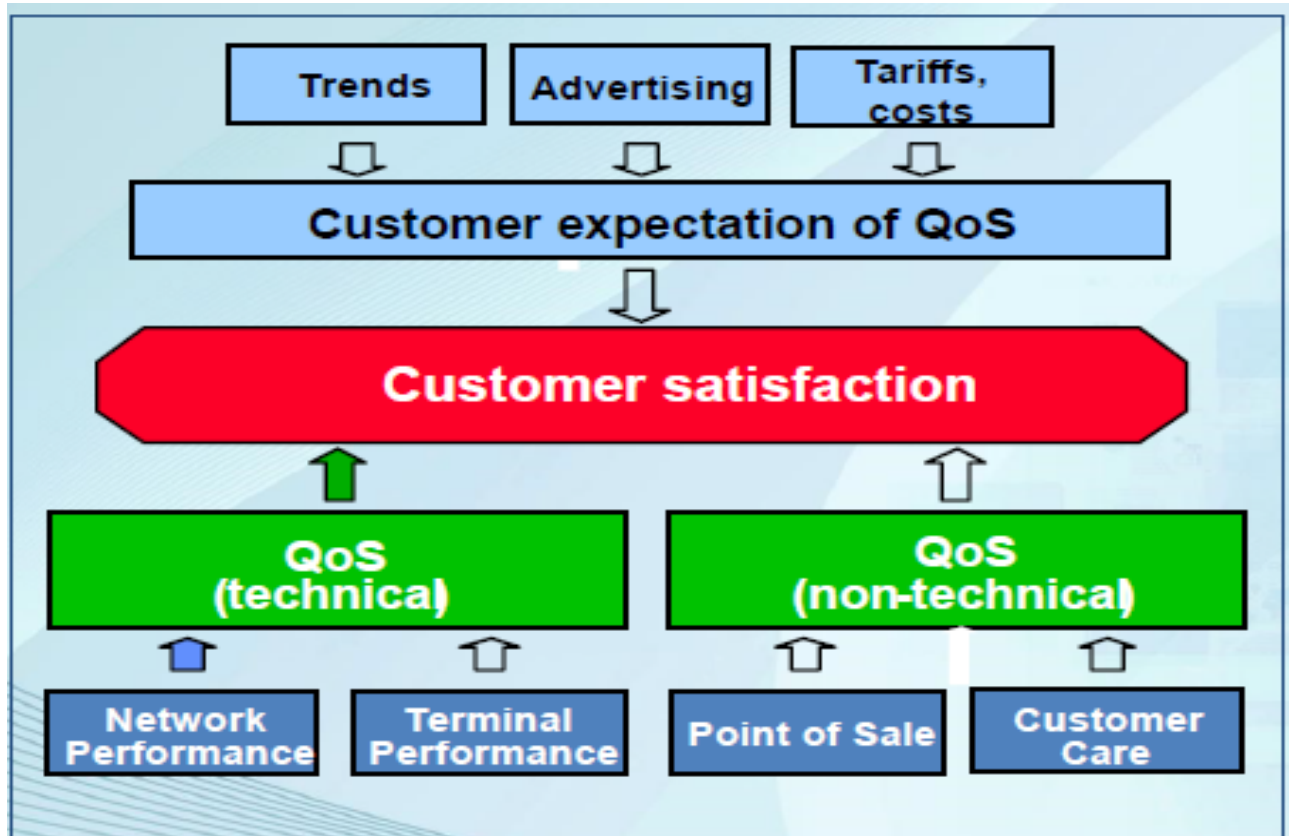 Trends
Advertising
Tariffs,
costs
Customer expectation of QoS
Customer satisfaction
QoS
(technical)
QoS
(non-technical)
Network
Performance
Terminal
Performance
Point of Sale
Customer
Care